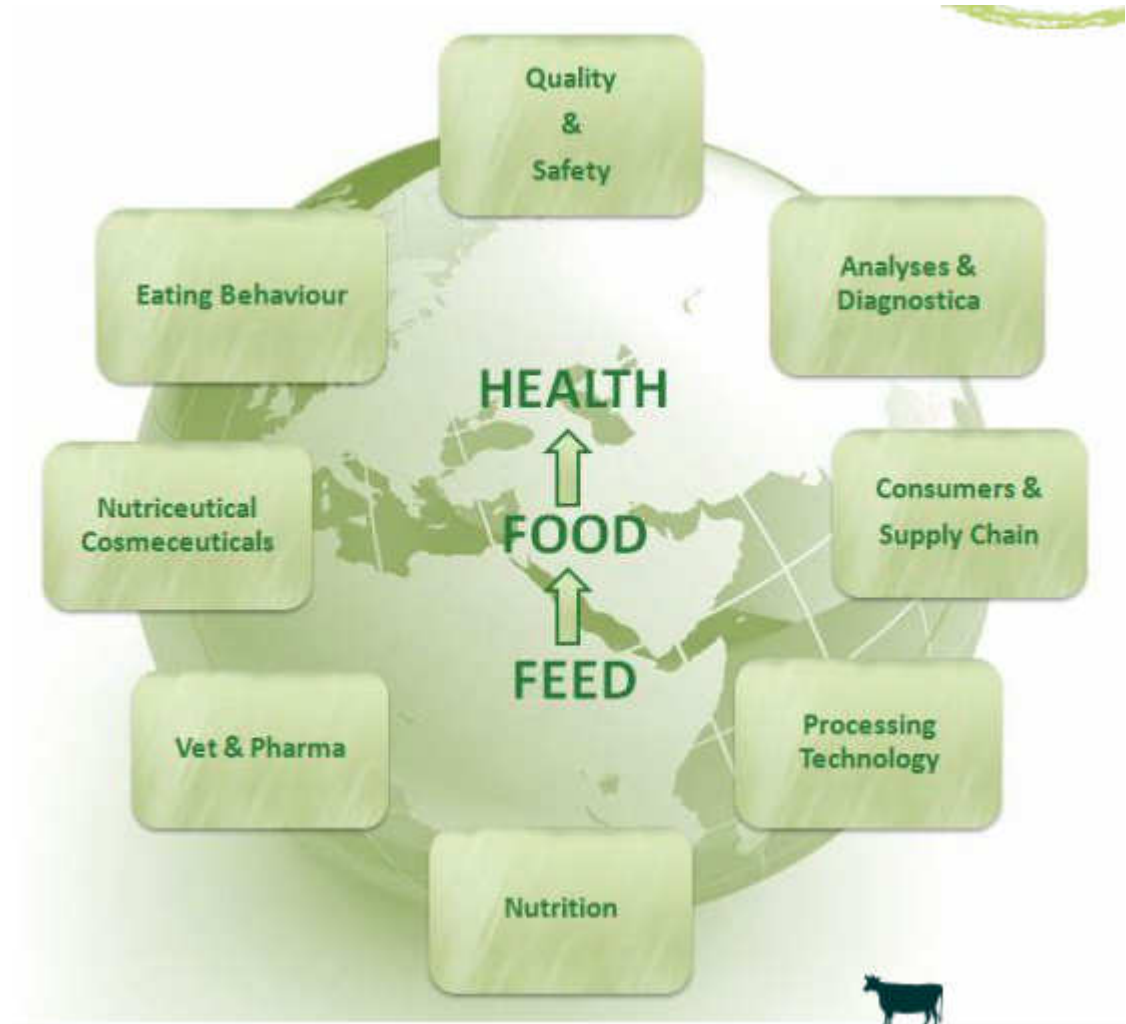 Quality
&
Safety
Analyses &
Diagnostica
Eating Behaviour
HEALTH
Consumers &
Supply Chain
Nutriceutical
Cosmeceuticals
FOOD
FEED
Processing
Technology
Vet & Pharma
Nutrition